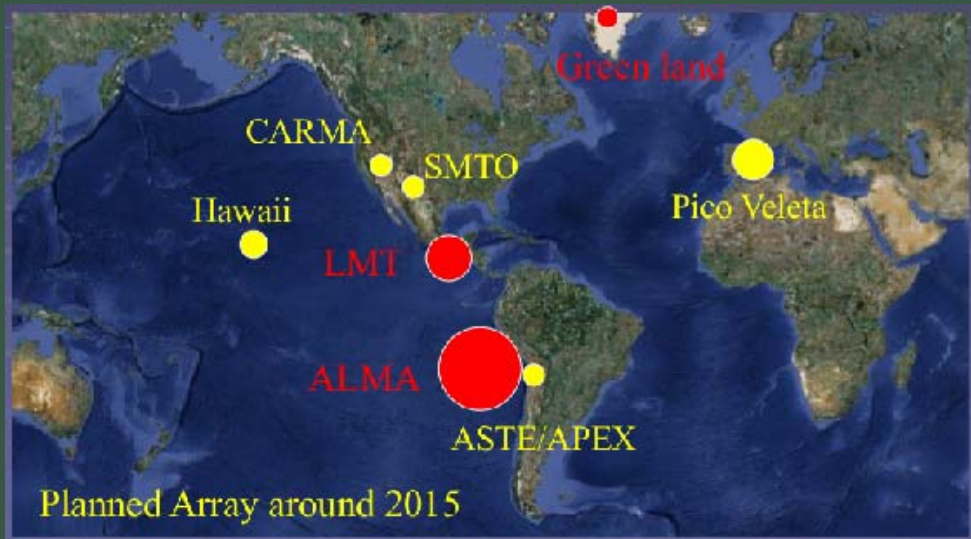 Green land
CARMA
SMTO
Hawaii
Pico Veleta
LMT
ALMA
ASTE/APEX
Planned Array around 2015